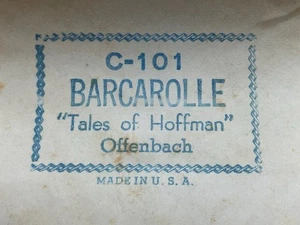 C-101
BARCAROLLE
"Tales of Hoffman"
Offenbach
MADE IN U. S. A.